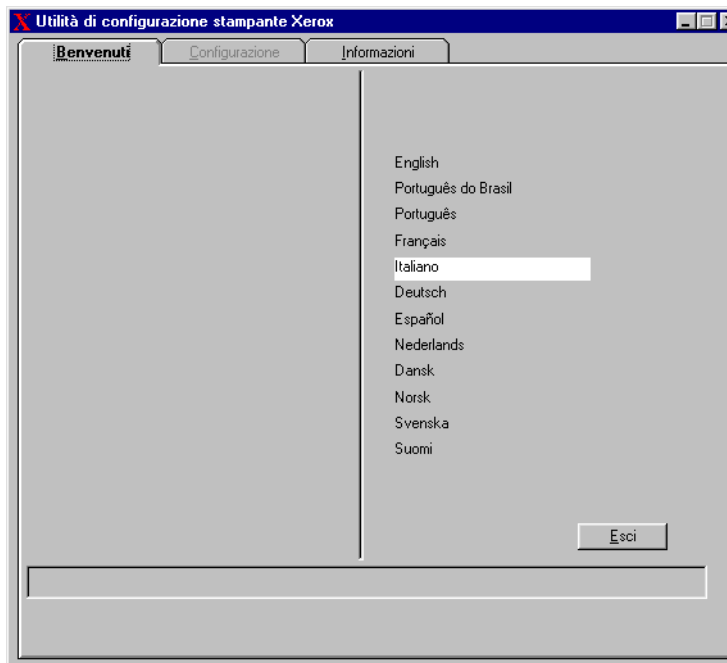 X Utilità di configurazione stampante Xerox
Benvenuti Configurazione Informazioni
English
Português do Brasil
Português
Français
Italiano
Deutsch
Español
Nederlands
Dansk
Norsk
Svenska
Suomi
Esci